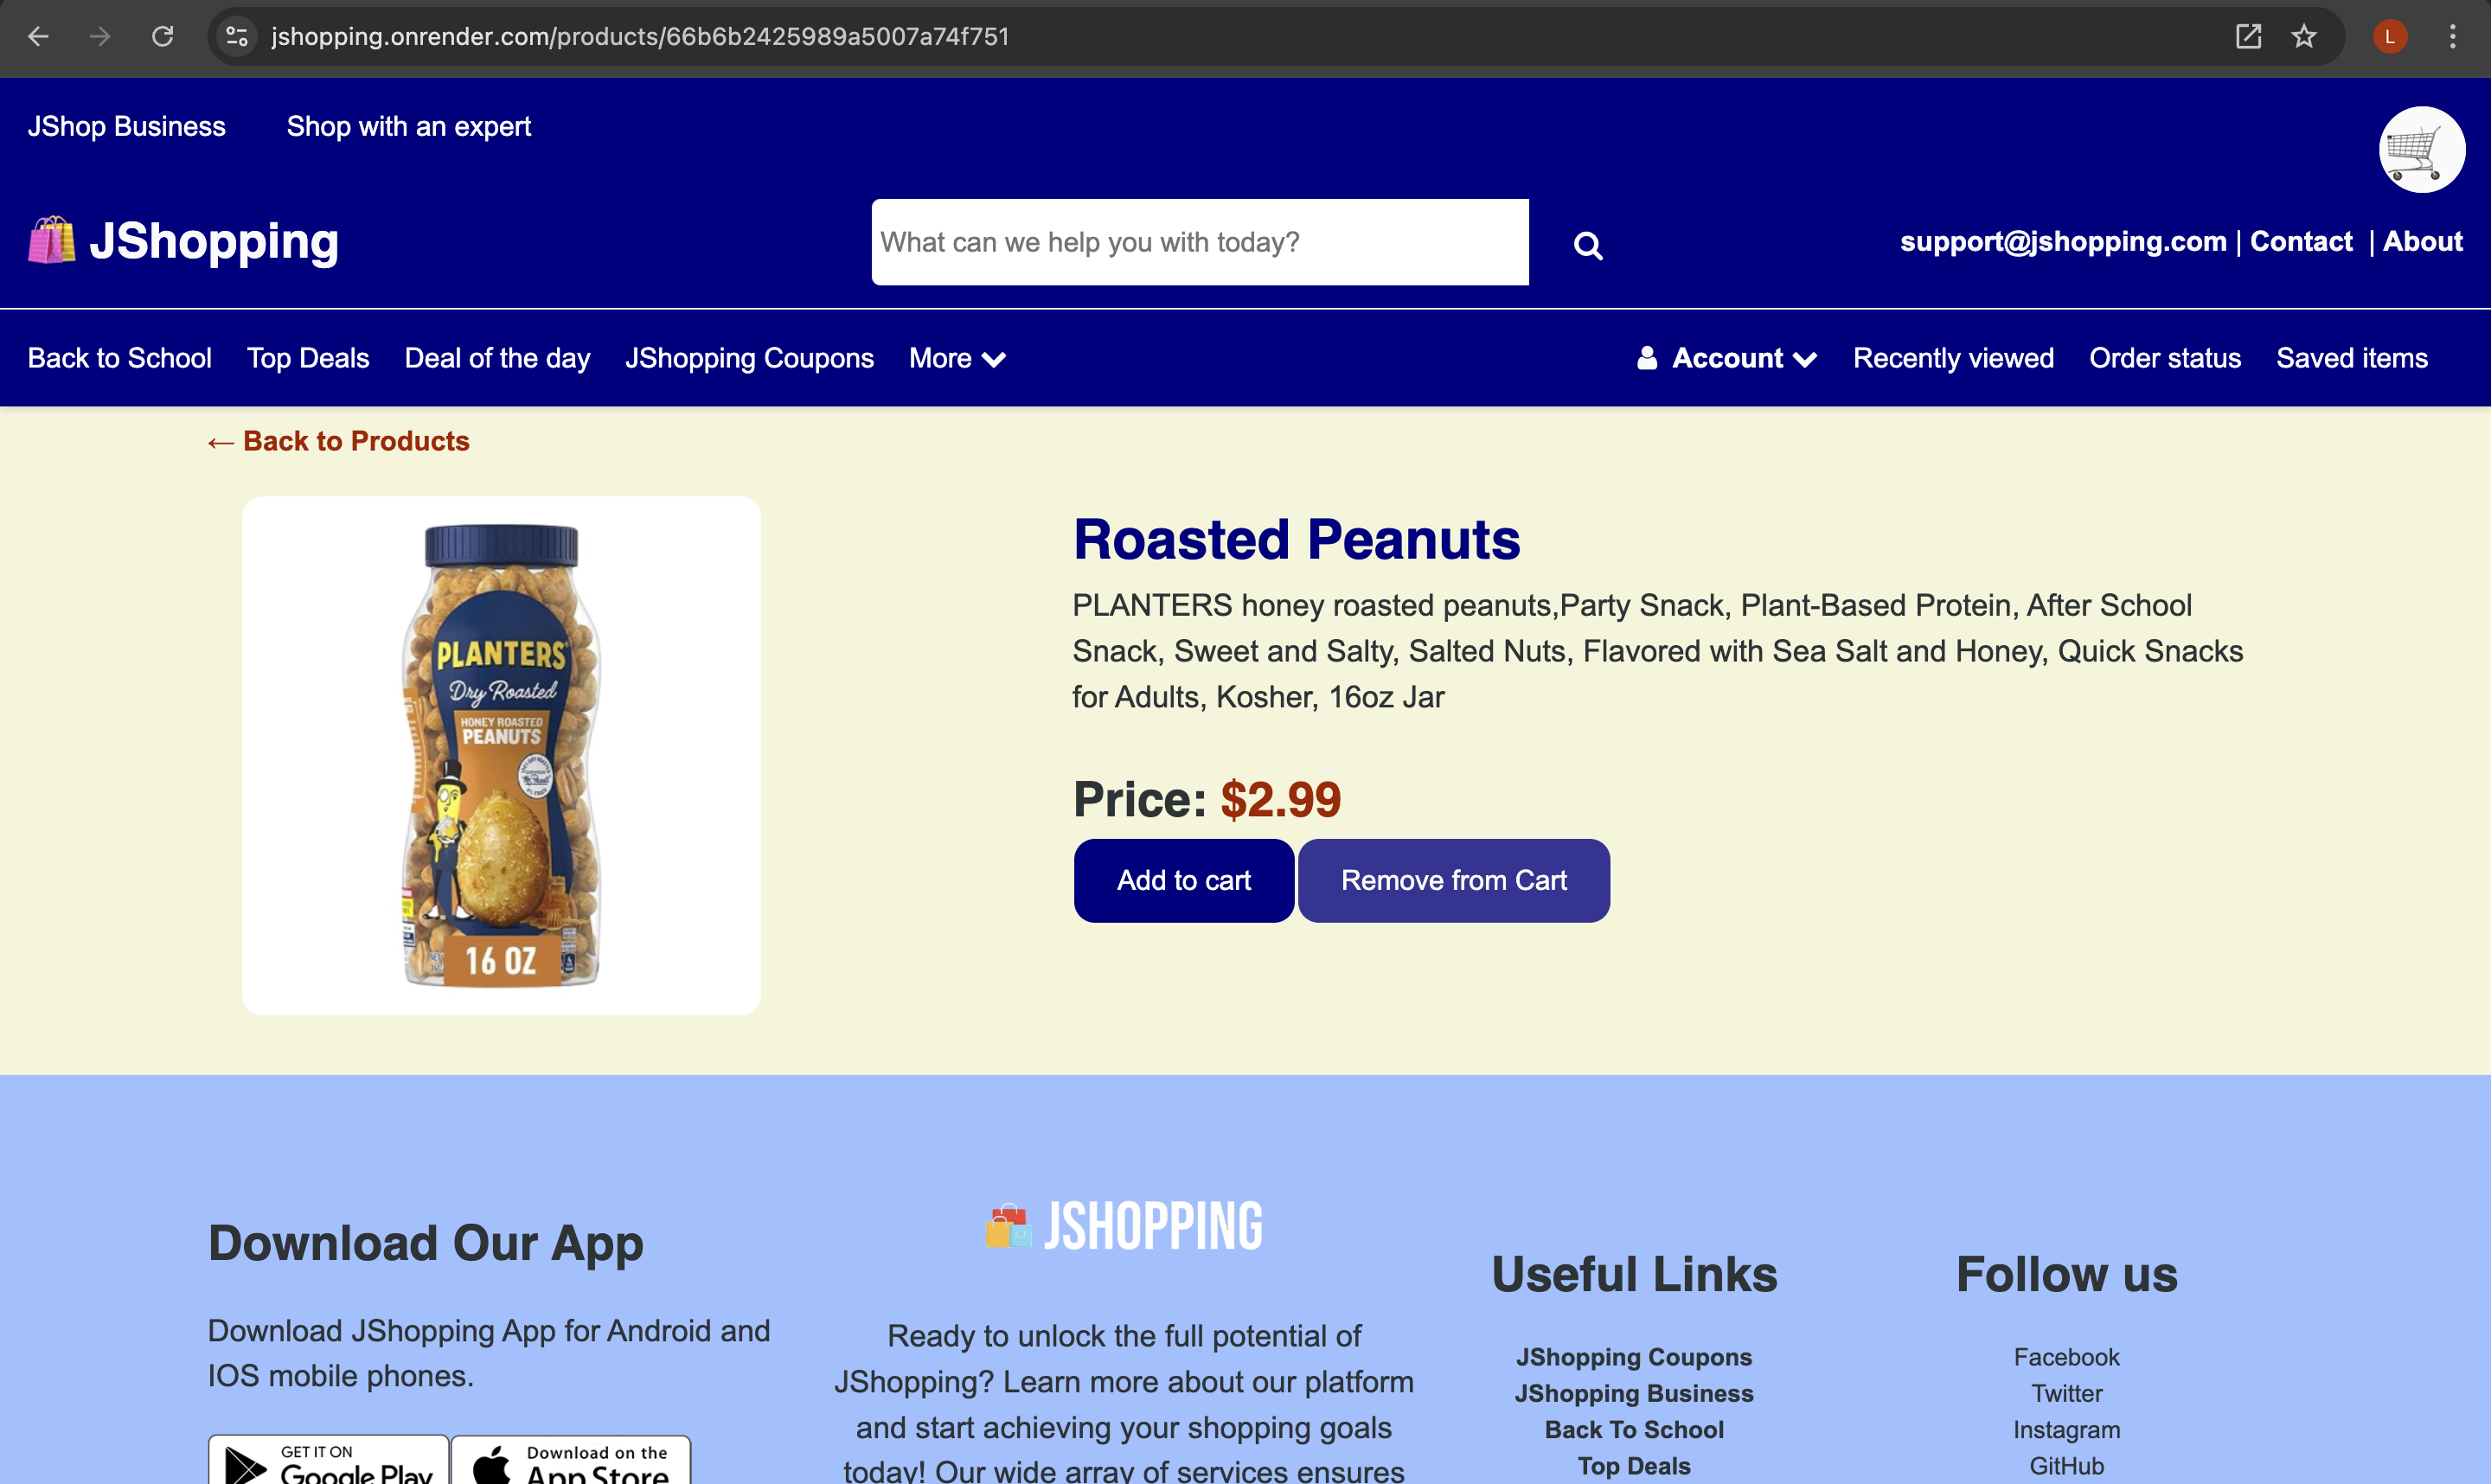 jshopping.onrender.com/products/66b6b2425989a5007a74f751
L
JShop Business
Shop with an expert
JShopping
What can we help you with today?
support@jshopping.com | Contact | About
Back to School
Top Deals
Deal of the day
JShopping Coupons
More
Account
Recently viewed
Order status
Saved items
← Back to Products
PLANTERS
Dry Roasted
HONEY ROASTED
PEANUTS
16 OZ
Roasted Peanuts
PLANTERS honey roasted peanuts,Party Snack, Plant-Based Protein, After School
Snack, Sweet and Salty, Salted Nuts, Flavored with Sea Salt and Honey, Quick Snacks
for Adults, Kosher, 16oz Jar
Price: $2.99
Add to cart
Remove from Cart
Download Our App
Download JShopping App for Android and
IOS mobile phones.
GET IT ON
Google Play
Download on the
App Store
JSHOPPING
Ready to unlock the full potential of
JShopping? Learn more about our platform
and start achieving your shopping goals
today! Our wide array of services ensures
Useful Links
JShopping Coupons
JShopping Business
Back To School
Top Deals
Follow us
Facebook
Twitter
Instagram
GitHub